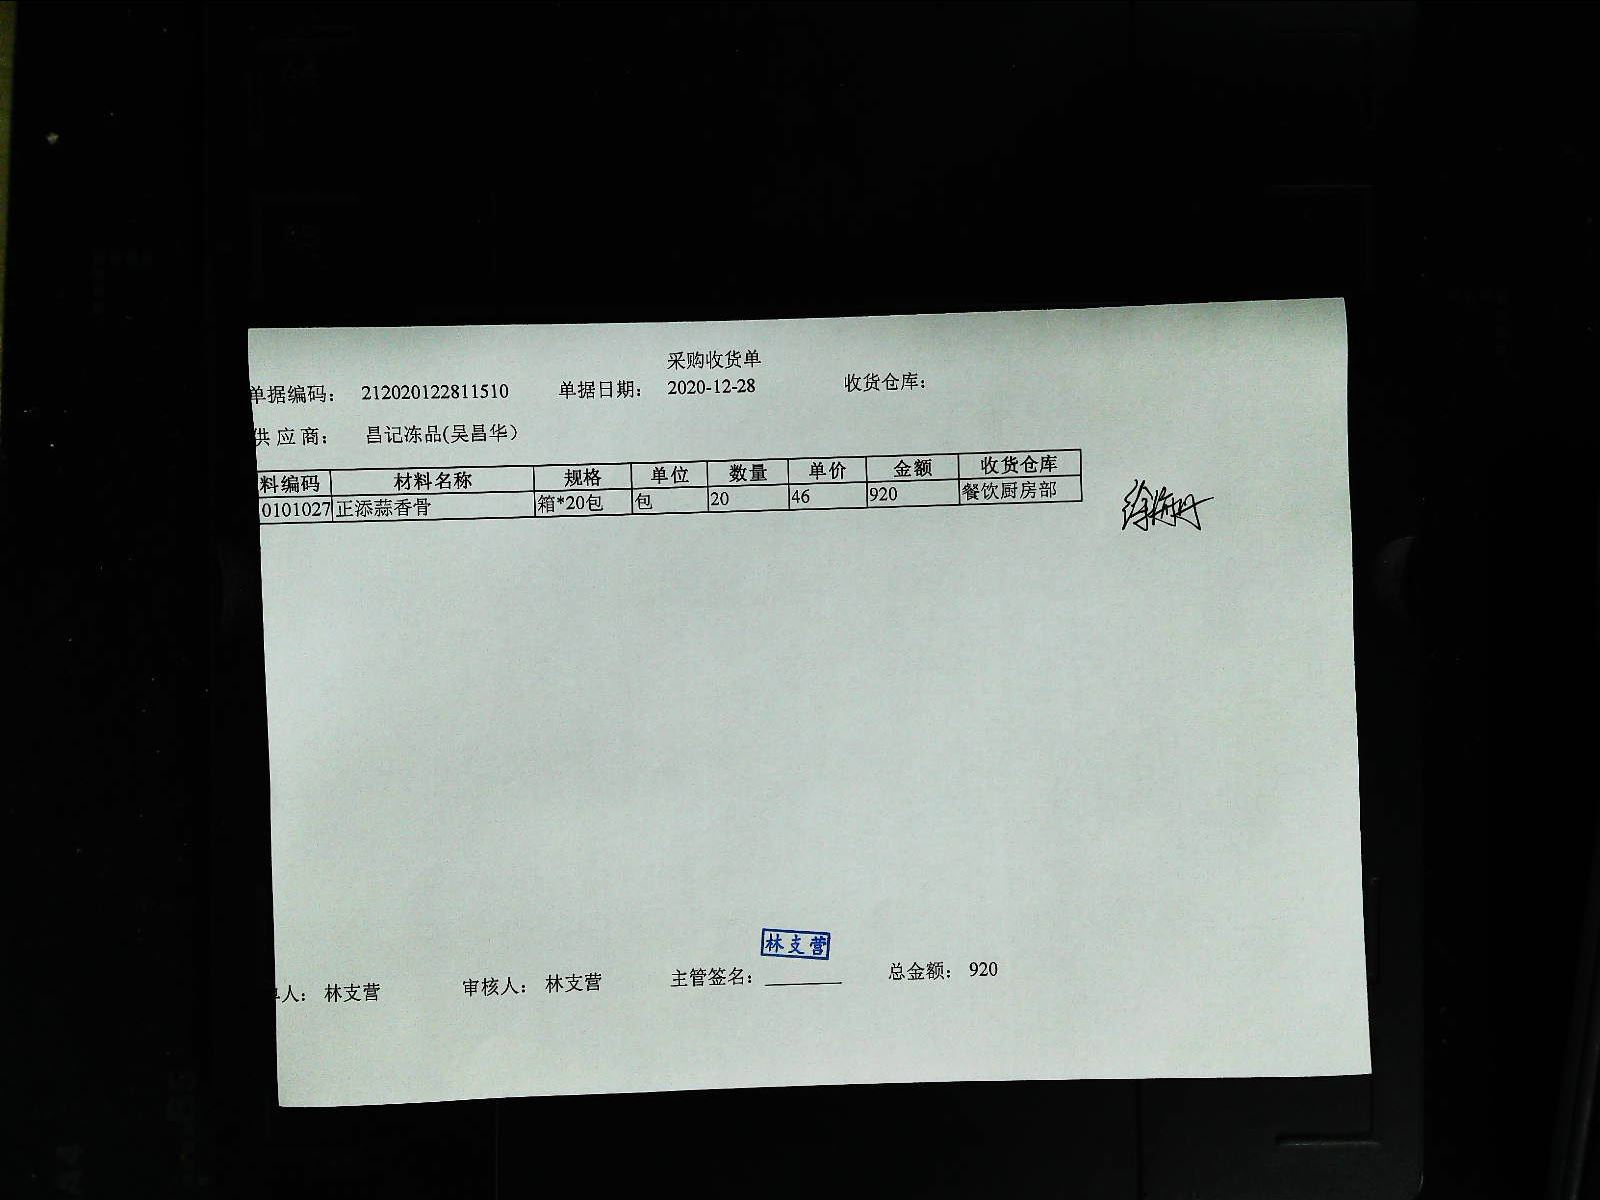 采购收货单
单据编码： 212020122811510 单据日期： 2020-12-28 收货仓库：
供应商： 昌记冻品(吴昌华）
料编码 材料名称 规格 单位 数量 单价 金额 收货仓库
0101027 正添蒜香骨 箱*20包 包 20 46 920 餐饮厨房部
林支营
人： 林支营 审核人： 林支营 主管签名： 总金额： 920